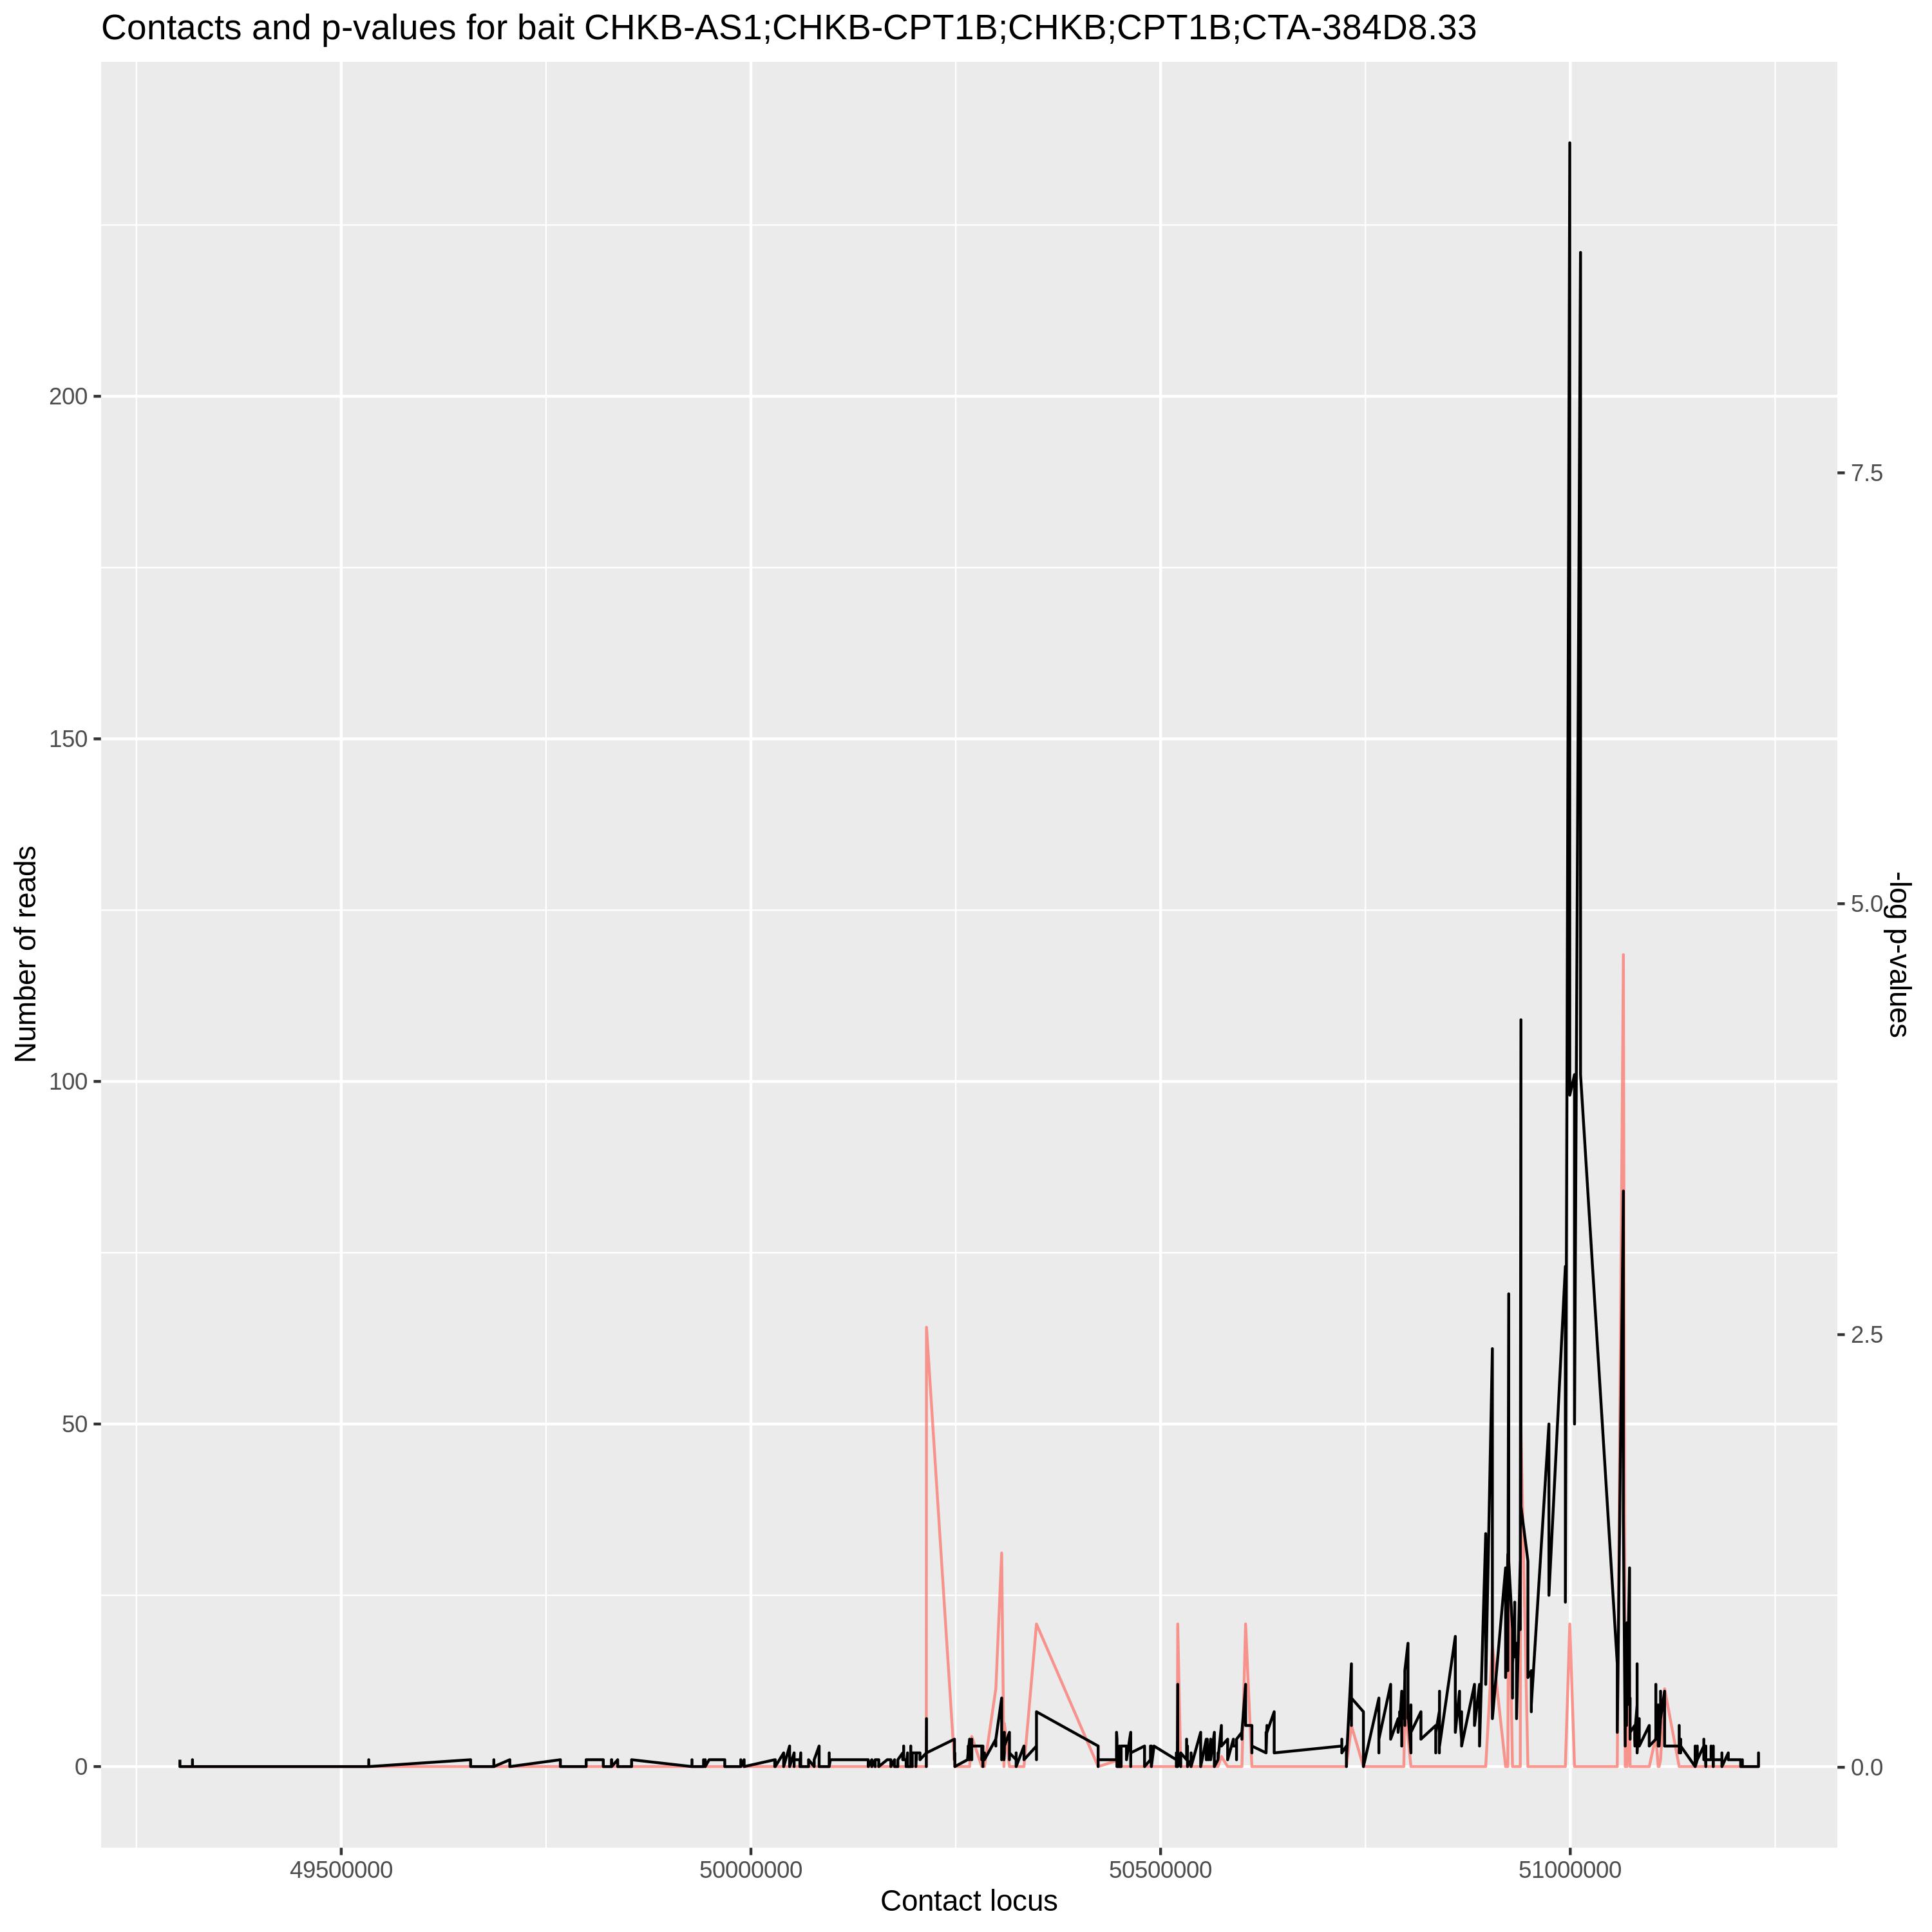 Contacts and p-values for bait CHKB-AS1;CHKB-CPT1B;CHKB;CPT1B;CTA-384D8.33
Number of reads
200
150
100
50
0
7.5
5.0
2.5
0.0
-log p-values
49500000 50000000 50500000 51000000
Contact locus